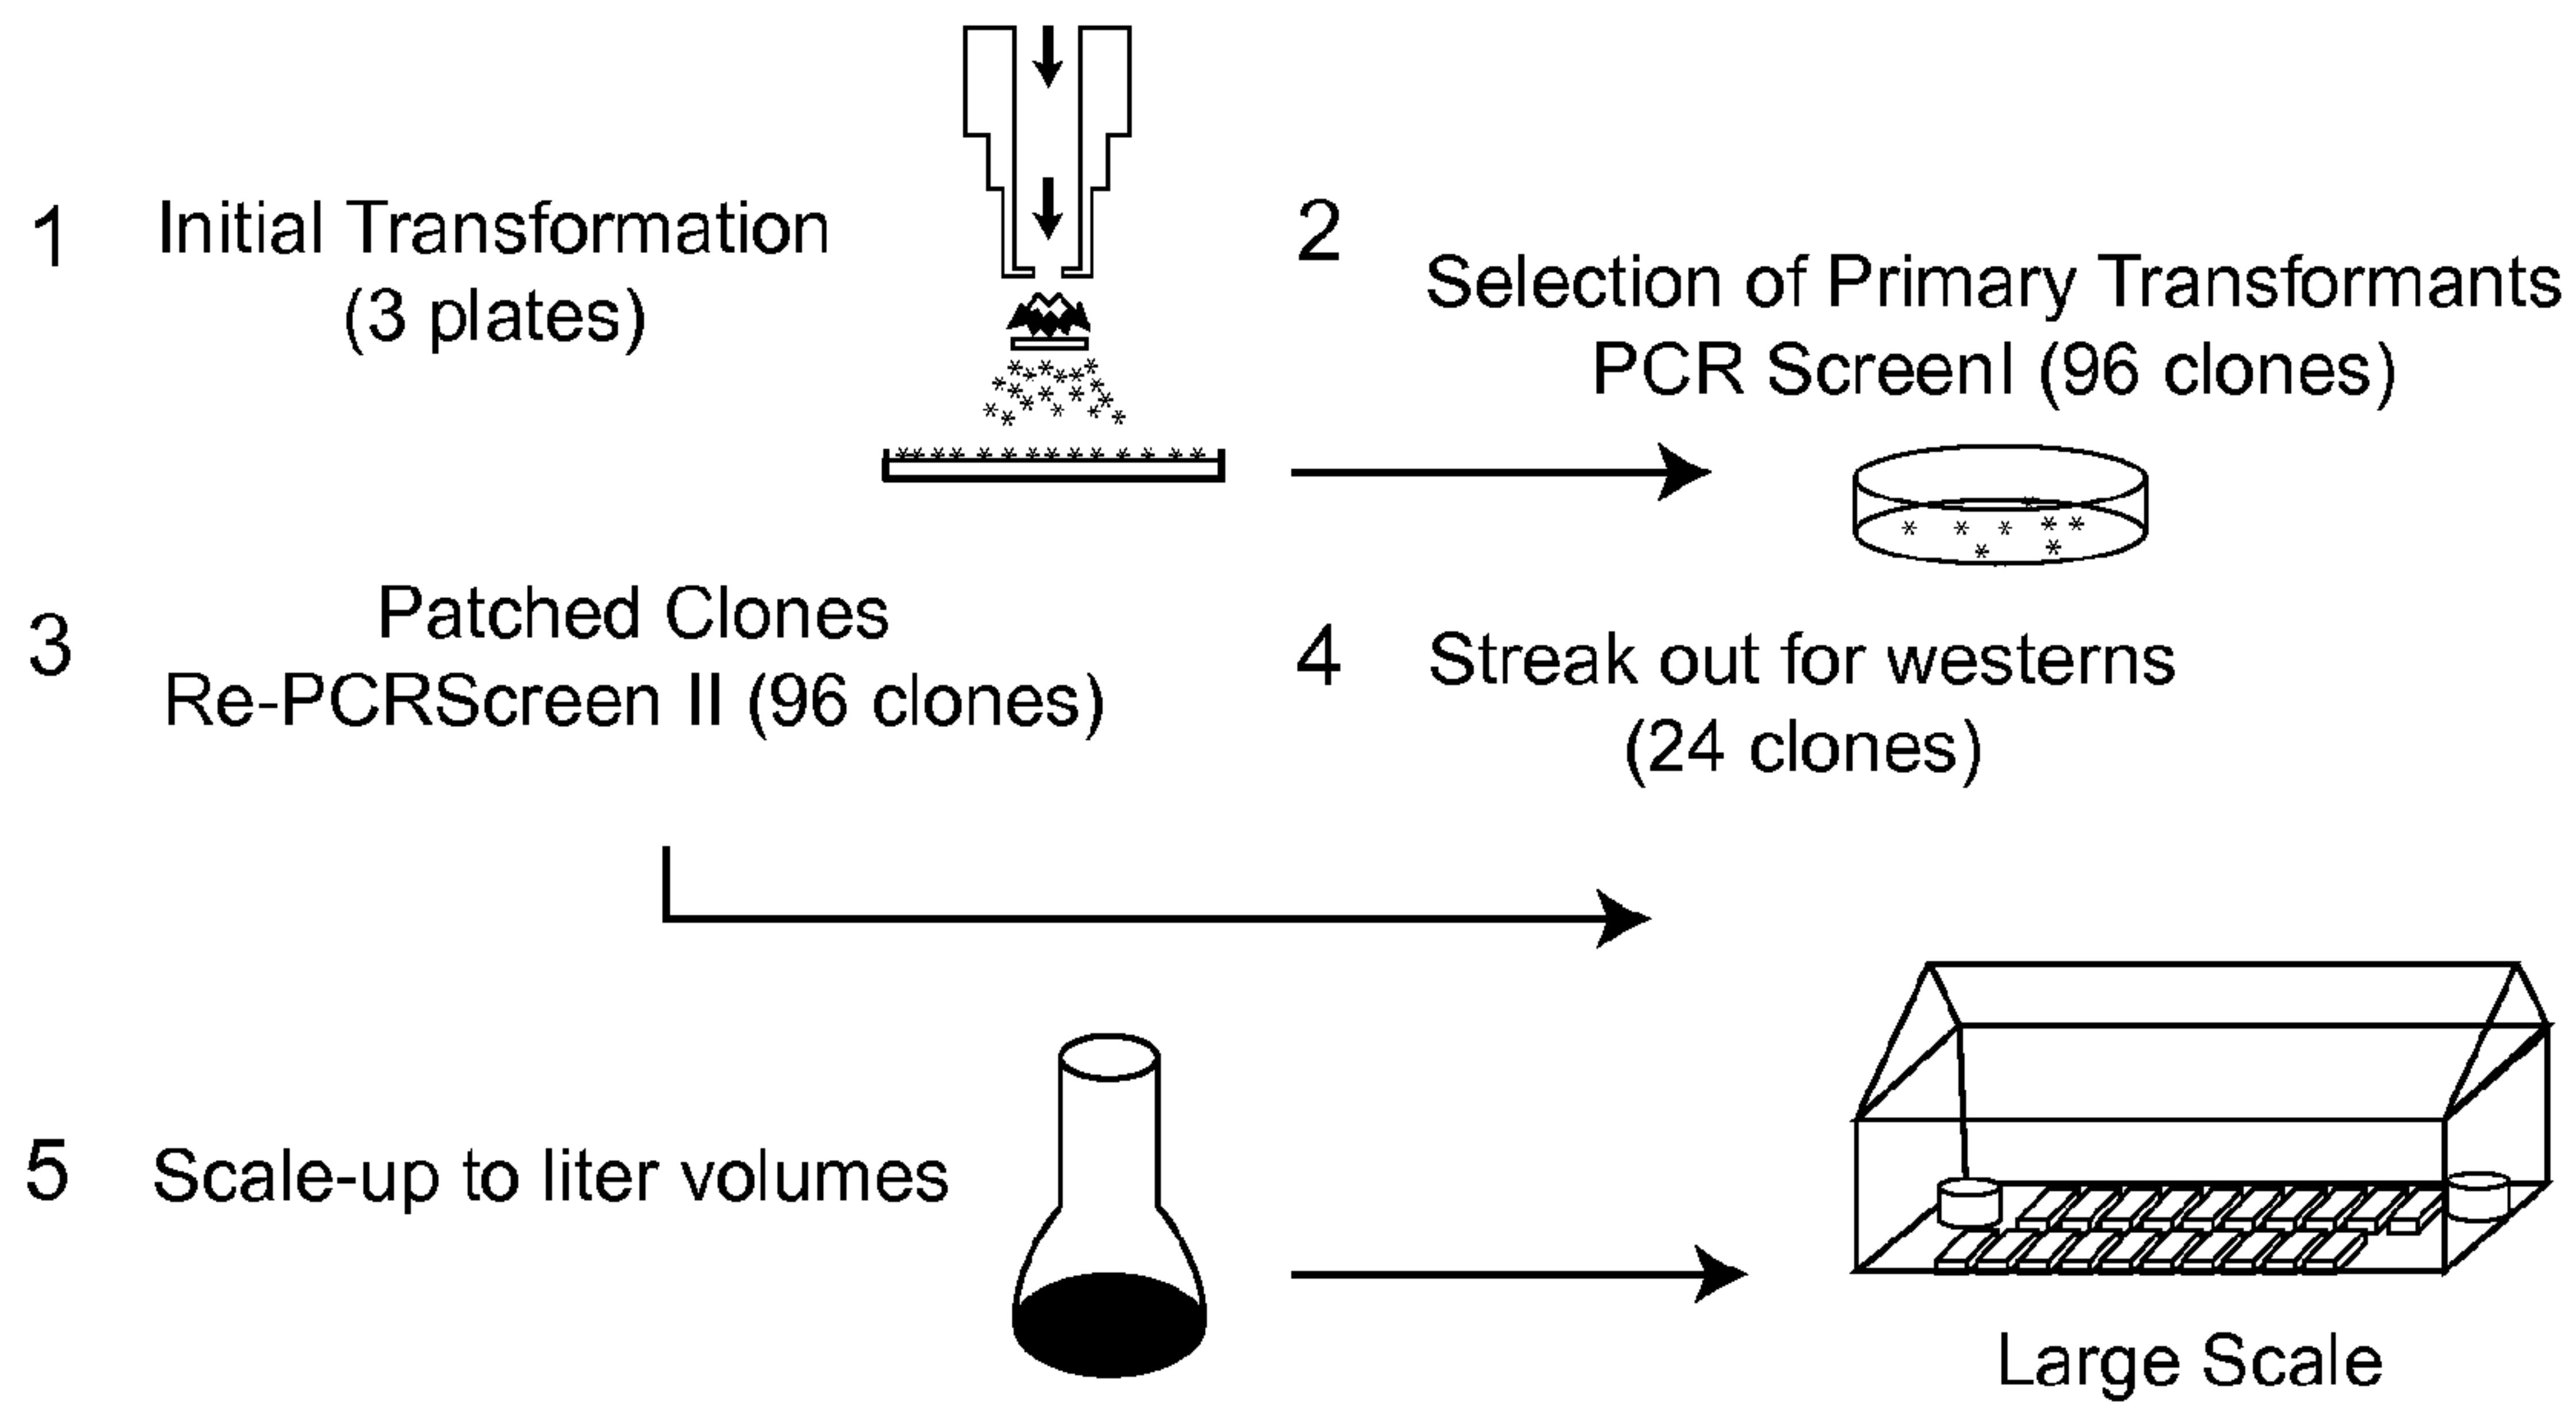 1 Initial Transformation
(3 plates)
2
Selection of Primary Transformants
PCR ScreenI (96 clones)
3
Patched Clones
Re-PCRScreen II (96 clones)
4 Streak out for westerns
(24 clones)
5 Scale-up to liter volumes
Large Scale